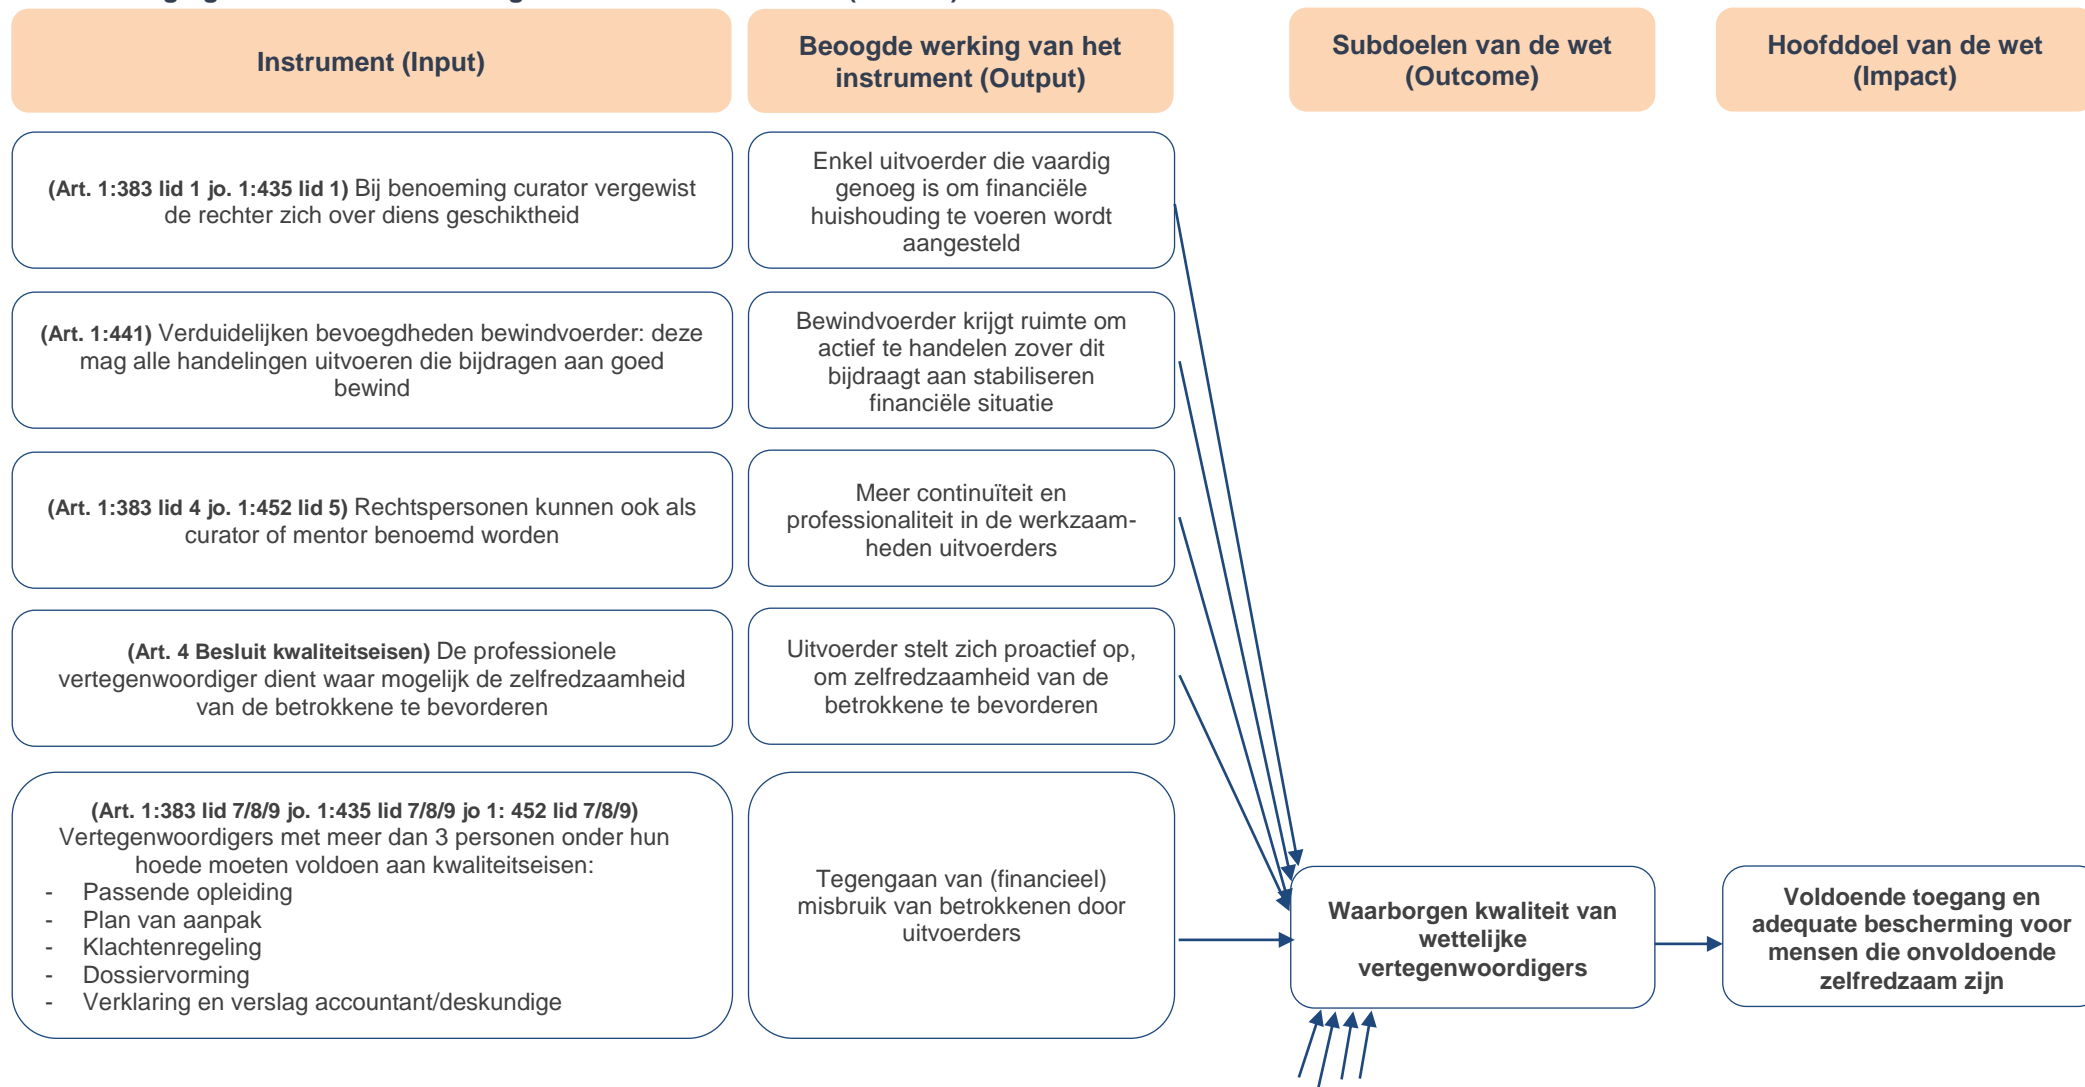 Instrument (Input)
Beoogde werking van het
instrument (Output)
Subdoelen van de wet
(Outcome)
Hoofddoel van de wet
(Impact)
(Art. 1:383 lid 1 jo. 1:435 lid 1) Bij benoeming curator vergewist
de rechter zich over diens geschiktheid
Enkel uitvoerder die vaardig
genoeg is om financiële
huishouding te voeren wordt
aangesteld
(Art. 1:441) Verduidelijken bevoegdheden bewindvoerder: deze
mag alle handelingen uitvoeren die bijdragen aan goed
bewind
Bewindvoerder krijgt ruimte om
actief te handelen zover dit
bijdraagt aan stabiliseren
financiële situatie
(Art. 1:383 lid 4 jo. 1:452 lid 5) Rechtspersonen kunnen ook als
curator of mentor benoemd worden
Meer continuïteit en
professionaliteit in de werkzaam-
heden uitvoerders
(Art. 4 Besluit kwaliteitseisen) De professionele
vertegenwoordiger dient waar mogelijk de zelfredzaamheid
van de betrokkene te bevorderen
Uitvoerder stelt zich proactief op,
om zelfredzaamheid van de
betrokkene te bevorderen
(Art. 1:383 lid 7/8/9 jo. 1:435 lid 7/8/9 jo 1: 452 lid 7/8/9)
Vertegenwoordigers met meer dan 3 personen onder hun
hoede moeten voldoen aan kwaliteitseisen:
- Passende opleiding
- Plan van aanpak
- Klachtenregeling
- Dossiervorming
- Verklaring en verslag accountant/deskundige
Tegengaan van (financieel)
misbruik van betrokkenen door
uitvoerders
Waarborgen kwaliteit van
wettelijke
vertegenwoordigers
Voldoende toegang en
adequate bescherming voor
mensen die onvoldoende
zelfredzaam zijn